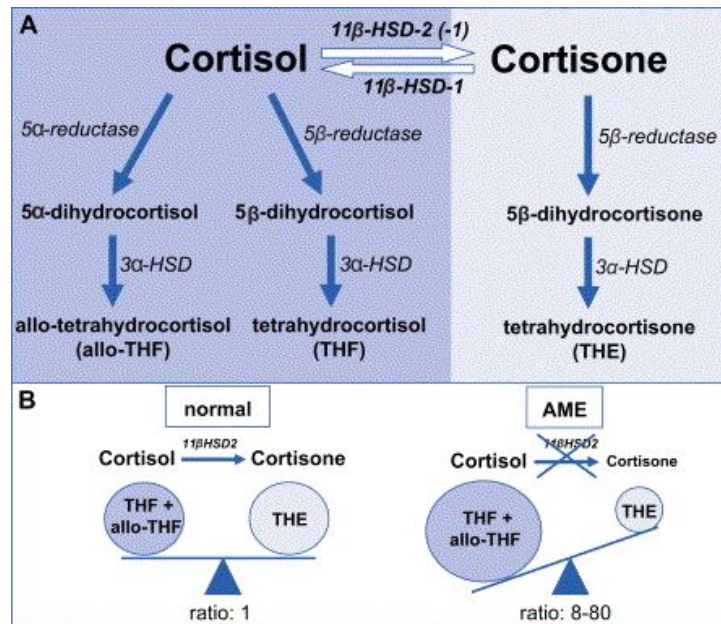 A
11β-HSD-2 (-1)
Cortisol
Cortisone
11β-HSD-1
5α-reductase
5β-reductase
5β-reductase
5α-dihydrocortisol
5β-dihydrocortisol
5β-dihydrocortisone
3α-HSD
3α-HSD
3α-HSD
allo-tetrahydrocortisol
(allo-THF)
tetrahydrocortisol
(THF)
tetrahydrocortisone
(THE)
B
normal
11βHSD2
Cortisol
Cortisone
THF +
allo-THF
THE
ratio: 1
AME
11βHSD2
Cortisol
Cortisone
THF +
allo-THF
THE
ratio: 8-80